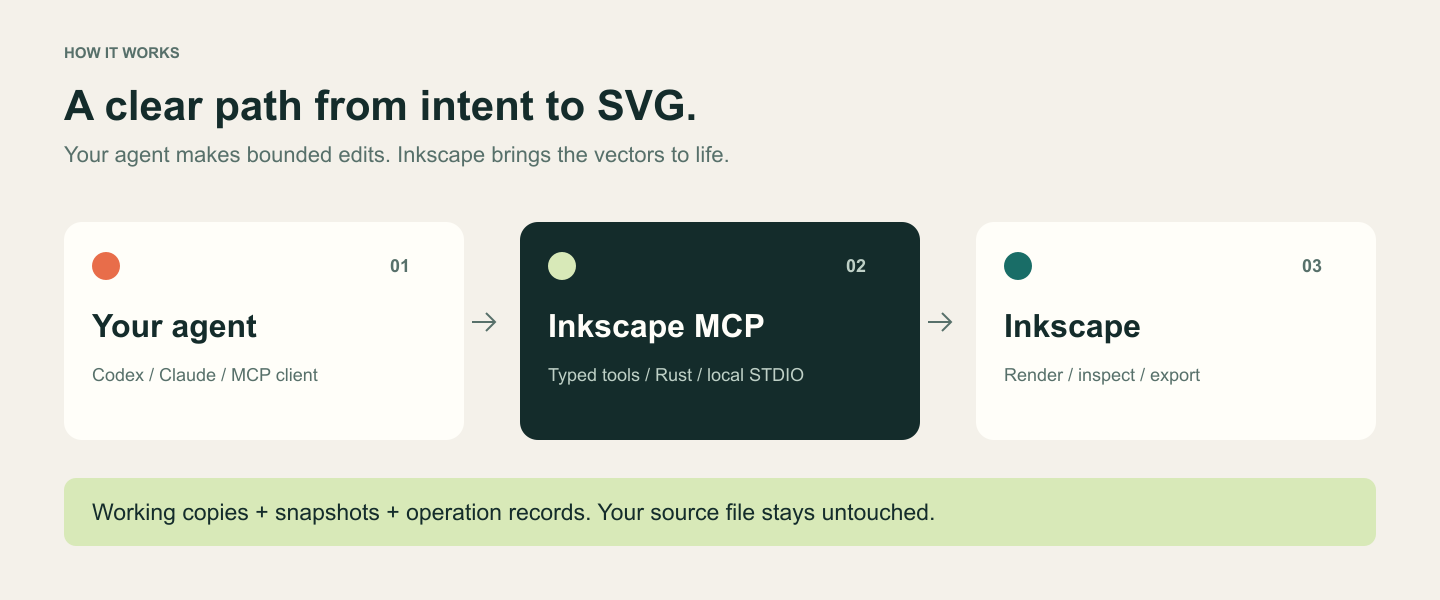 HOW IT WORKS
A clear path from intent to SVG.
Your agent makes bounded edits. Inkscape brings the vectors to life.
01
Your agent
Codex / Claude / MCP client
02
Inkscape MCP
Typed tools / Rust / local STDIO
03
Inkscape
Render / inspect / export
Working copies + snapshots + operation records. Your source file stays untouched.